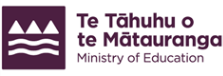 Te Tāhuhu o
te Mātauranga
Ministry of Education